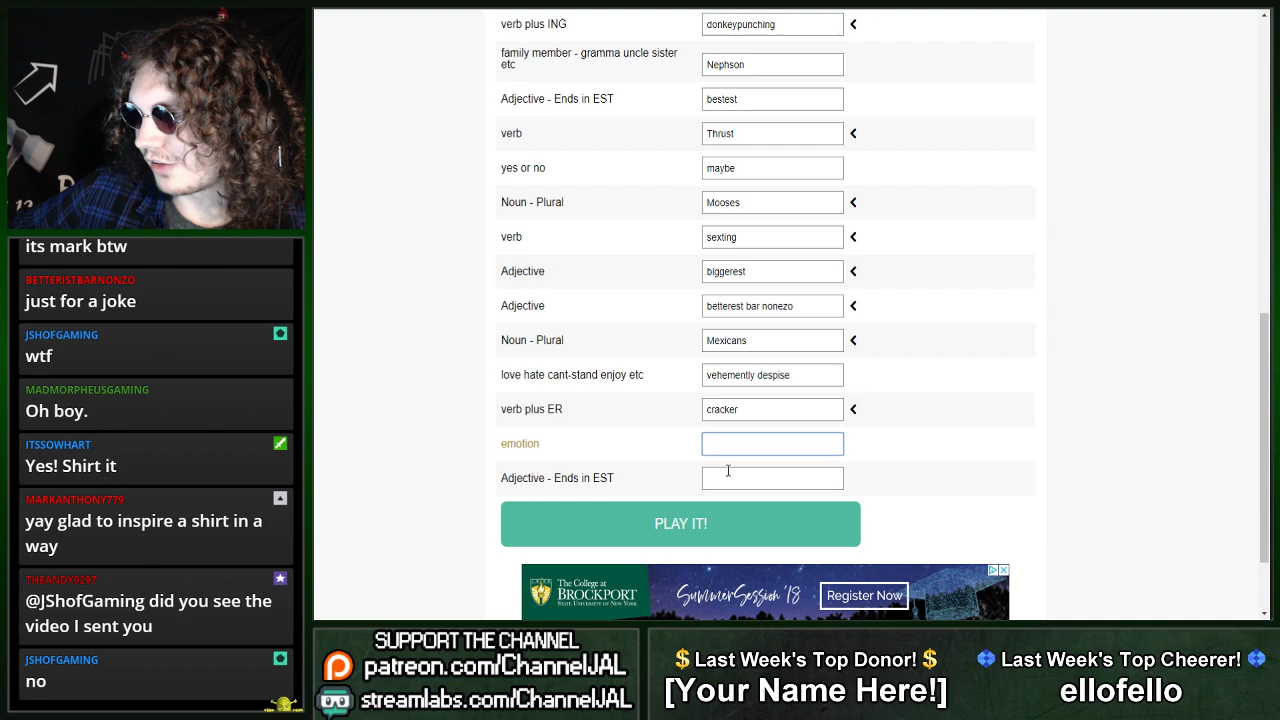 verb plus ING donkeypunching
family member - gramma uncle sister
etc Nephson
Adjective - Ends in EST bestest
verb Thrust
yes or no maybe
Noun - Plural Mooses
verb sexting
Adjective biggerest
Adjective betterest bar nonezo
Noun - Plural Mexicans
love hate cant-stand enjoy etc vehemently despise
verb plus ER cracker
emotion
Adjective - Ends in EST
PLAY IT!
The College at
BROCKPORT
STATE UNIVERSITY OF NEW YORK
SummerSession '18
Register Now
its mark btw
BETTERISTBARNONZO
just for a joke
JSHOFGAMING
wtf
MADMORPHEUSGAMING
Oh boy.
ITSSOWHART
Yes! Shirt it
MARKANTHONY779
yay glad to inspire a shirt in a
way
THEANDY9297
@JShofGaming did you see the
video I sent you
JSHOFGAMING
no
SUPPORT THE CHANNEL
patreon.com/ChannelJAL
streamlabs.com/ChannelJAL
$ Last Week's Top Donor! $
[Your Name Here!]
Last Week's Top Cheerer!
ellofello